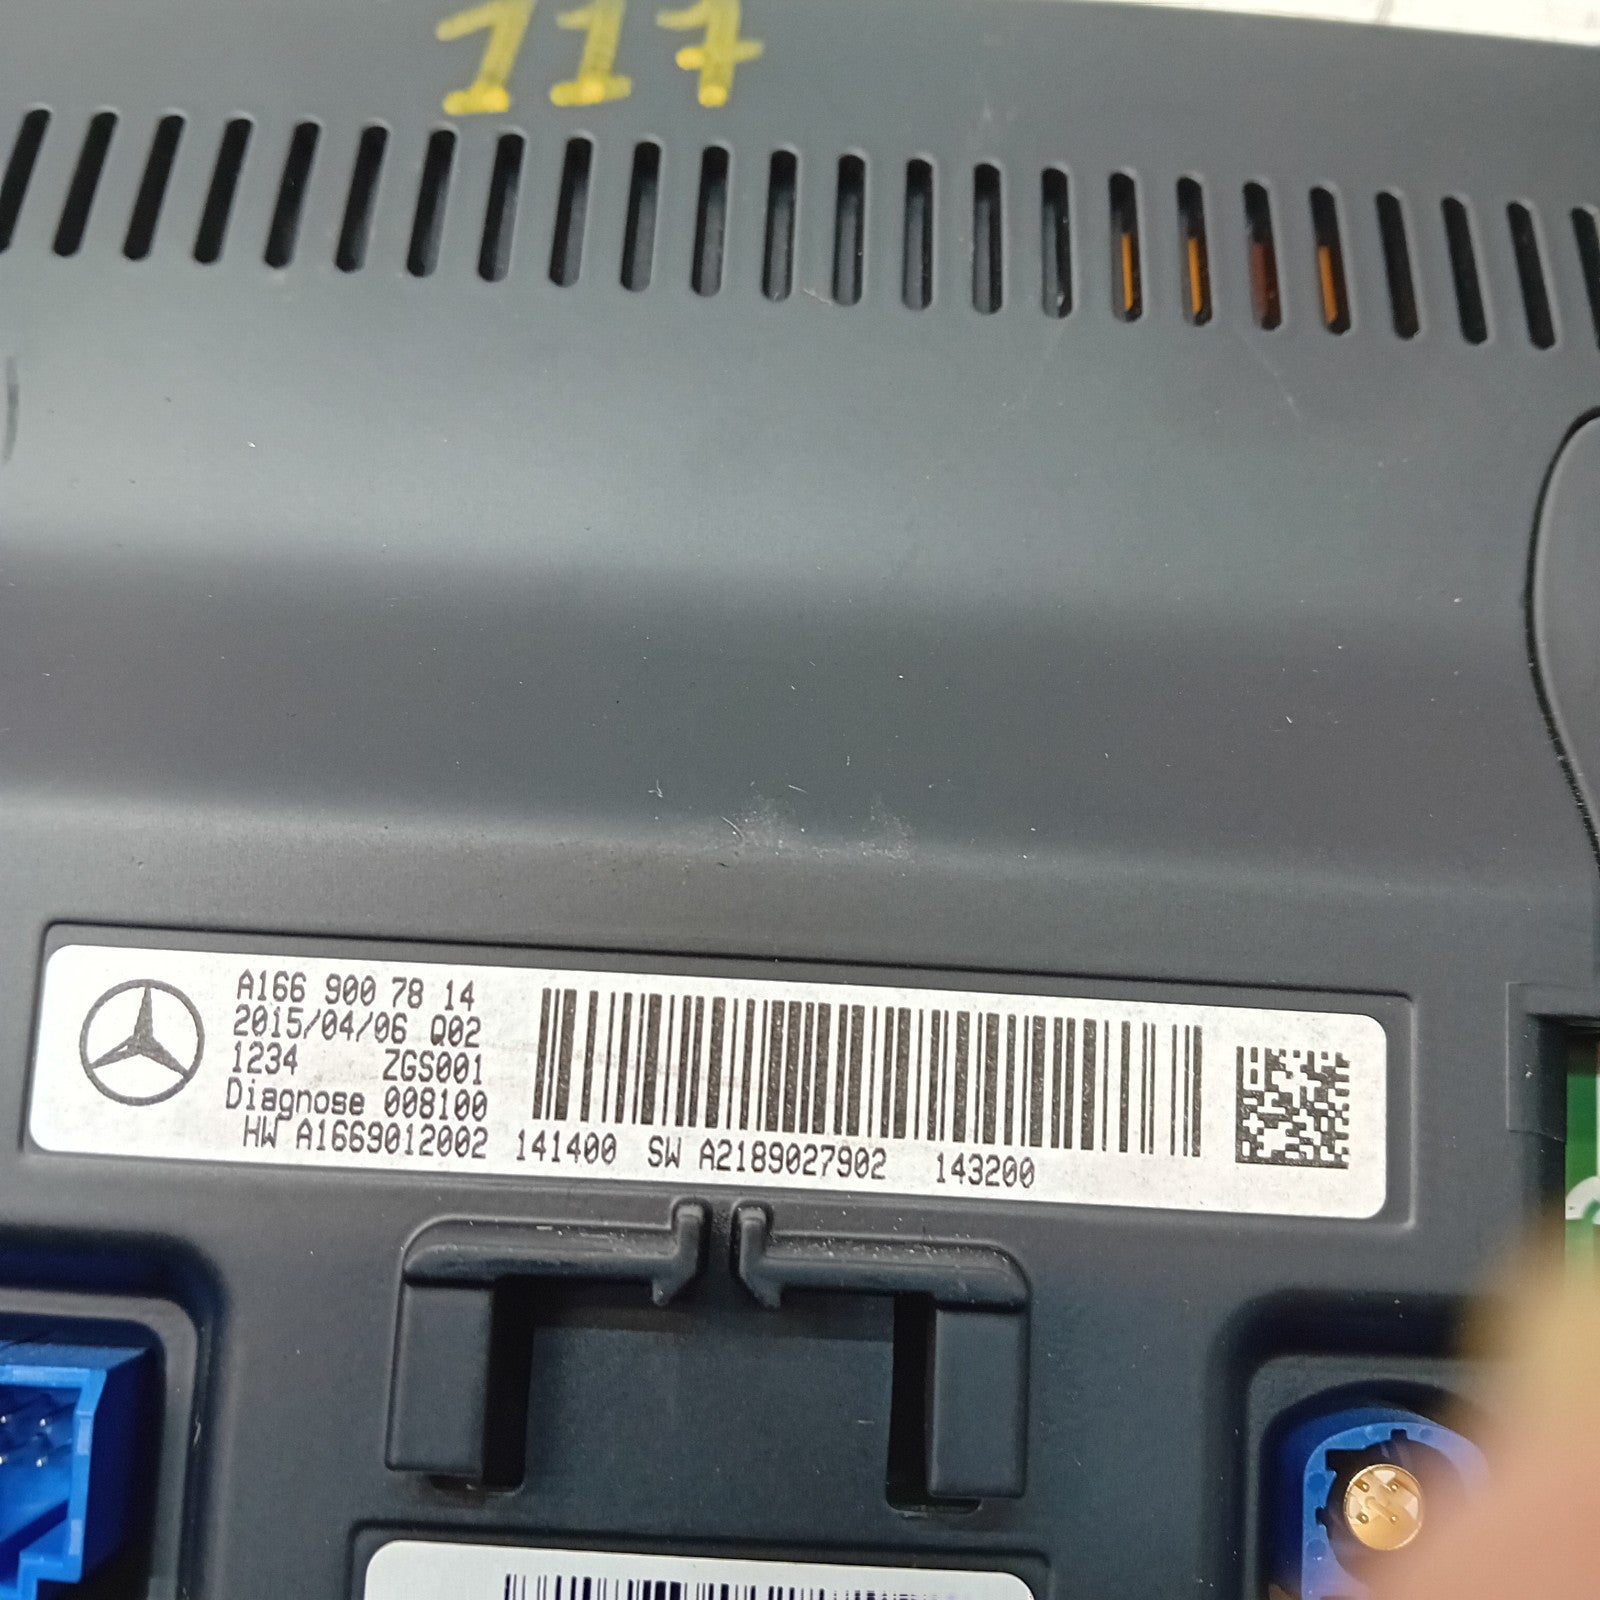 117
A166 900 78 14
2015/04/06 Q02
1234 ZGS001
Diagnose 008100
HW A1669012002 141400 SW A2189027902 143200